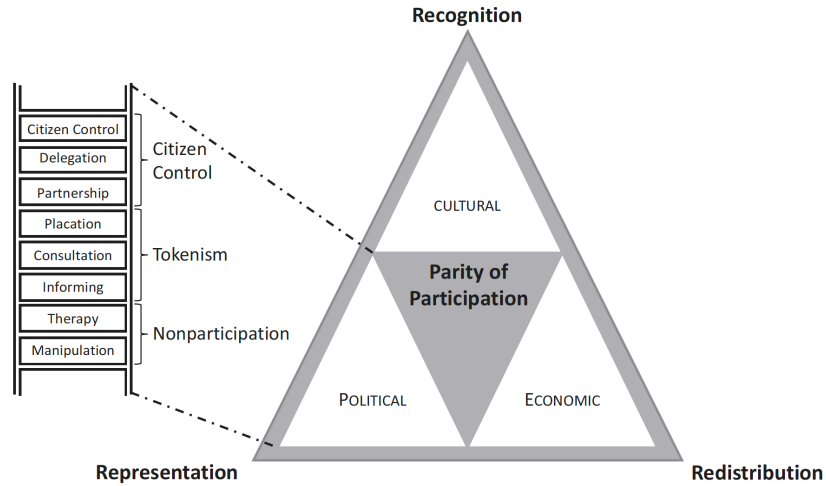 Recognition
Citizen Control
Delegation
Partnership
Placation
Consultation
Informing
Therapy
Manipulation
Citizen
Control
Tokenism
Nonparticipation
CULTURAL
Parity of
Participation
POLITICAL
ECONOMIC
Representation
Redistribution